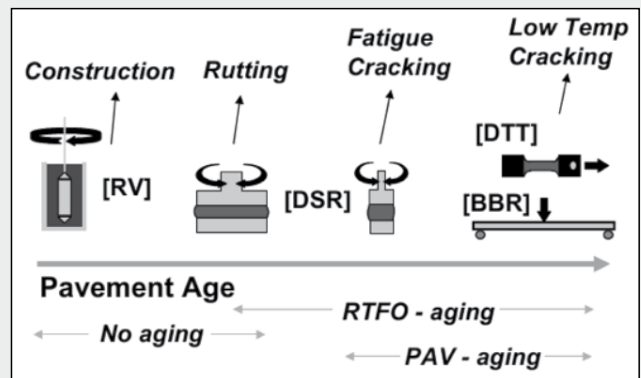 Construction
Rutting
Fatigue
Cracking
Low Temp
Cracking
[RV]
[DSR]
[DTT]
[BBR]
Pavement Age
No aging
RTFO - aging
PAV - aging